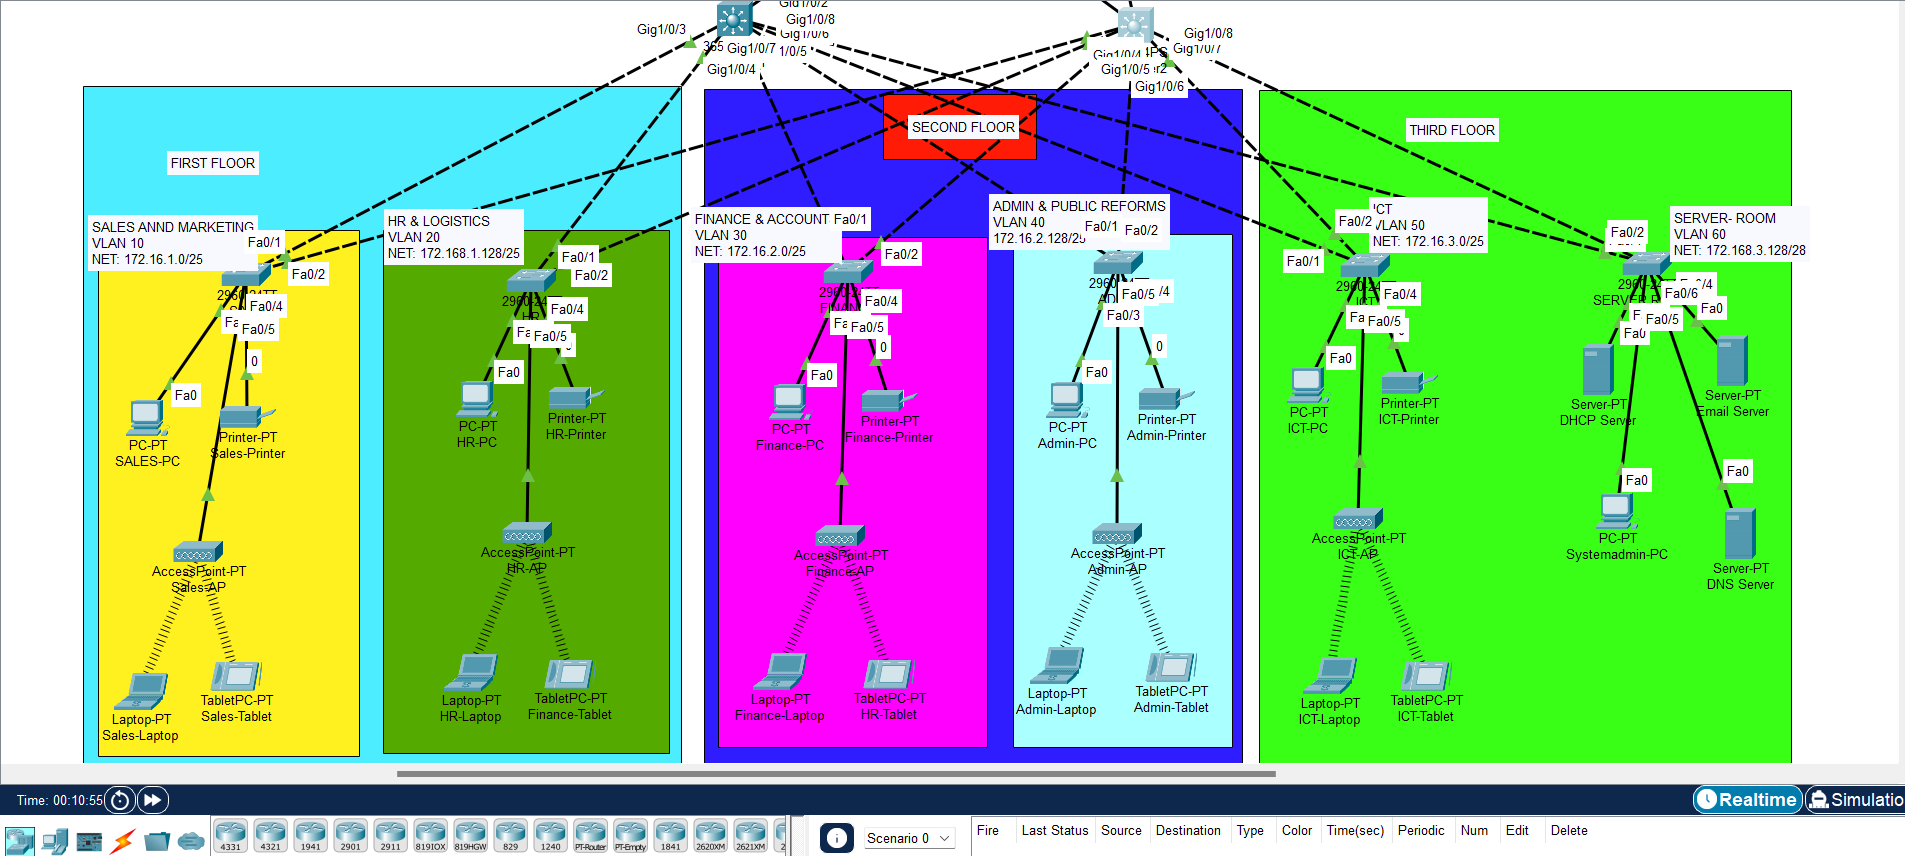 Gig1/0/2
Gig1/0/8
Gig1/0/3
Gig1/0/6
Gig1/0/7
1/0/5
Gig1/0/4
Gig1/0/8
Gig1/0/7
Gig1/0/4
Gig1/0/5
Gig1/0/6
FIRST FLOOR
SECOND FLOOR
THIRD FLOOR
SALES ANND MARKETING
VLAN 10
NET: 172.16.1.0/25
Fa0/1
Fa0/2
Fa0/4
Fa0/5
0
Fa0
PC-PT
SALES-PC
Printer-PT
Sales-Printer
AccessPoint-PT
Sales-AP
Laptop-PT
Sales-Laptop
TabletPC-PT
Sales-Tablet
HR & LOGISTICS
VLAN 20
NET: 172.168.1.128/25
Fa0/1
Fa0/2
Fa0/4
Fa0/5
Fa0
PC-PT
HR-PC
Printer-PT
HR-Printer
AccessPoint-PT
HR-AP
Laptop-PT
HR-Laptop
TabletPC-PT
Finance-Tablet
FINANCE & ACCOUNT
VLAN 30
NET: 172.16.2.0/25
Fa0/1
Fa0/2
Fa0/4
Fa0/5
0
Fa0
PC-PT
Finance-PC
Printer-PT
Finance-Printer
AccessPoint-PT
Finance-AP
Laptop-PT
Finance-Laptop
TabletPC-PT
HR-Tablet
ADMIN & PUBLIC REFORMS
VLAN 40
172.16.2.128/25
Fa0/1
Fa0/2
Fa0/5
/4
Fa0/3
0
Fa0
PC-PT
Admin-PC
Printer-PT
Admin-Printer
AccessPoint-PT
Admin-AP
Laptop-PT
Admin-Laptop
TabletPC-PT
Admin-Tablet
ICT
VLAN 50
NET: 172.16.3.0/25
Fa0/2
Fa0/1
Fa0/4
Fa0/5
Fa0
PC-PT
ICT-PC
Printer-PT
ICT-Printer
AccessPoint-PT
ICT-AP
Laptop-PT
ICT-Laptop
TabletPC-PT
ICT-Tablet
SERVER- ROOM
VLAN 60
NET: 172.168.3.128/28
Fa0/2
Fa0/6
Fa0/5
Fa0
Fa0
Server-PT
DHCP Server
Server-PT
Email Server
Fa0
Fa0
PC-PT
Systemadmin-PC
Server-PT
DNS Server
Time: 00:10:55
Realtime
Simulatio
4331
4321
1941
2901
2911
819IOX
819HGW
829
1240
PT-Router
PT-Empty
1841
2620XM
2621XM
Scenario 0
Fire
Last Status
Source
Destination
Type
Color
Time(sec)
Periodic
Num
Edit
Delete